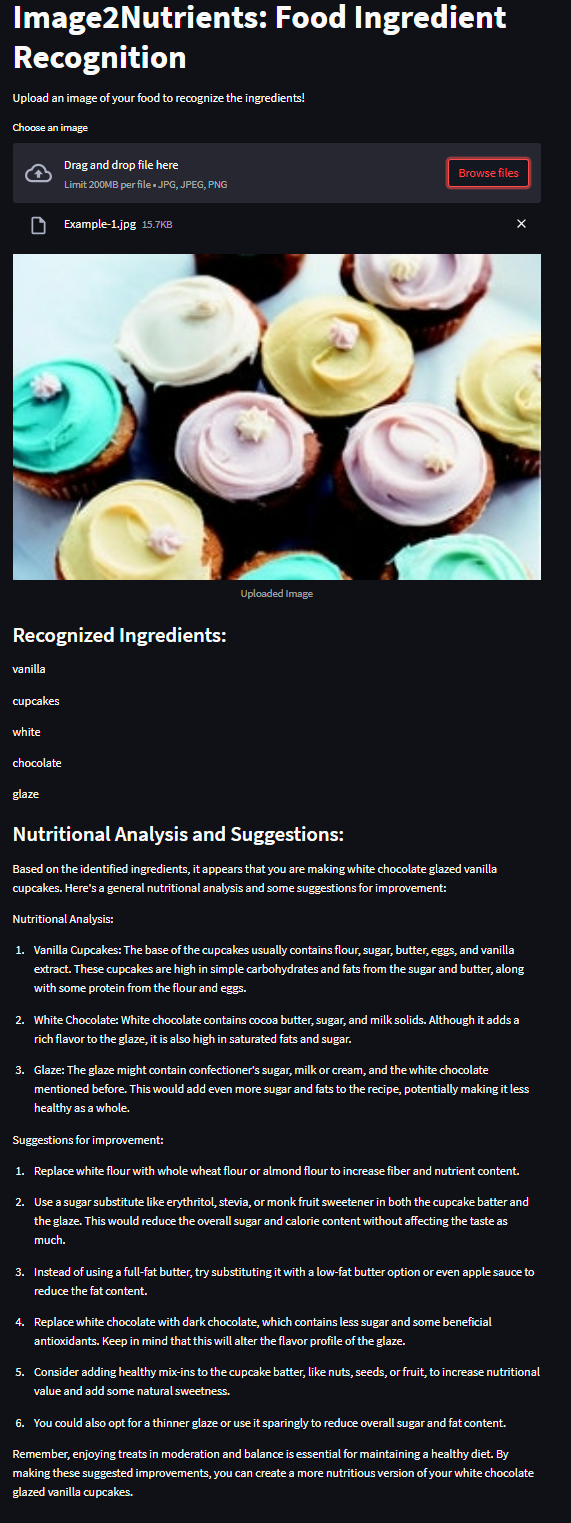 Image2Nutrients: Food Ingredient
Recognition
Upload an image of your food to recognize the ingredients!
Choose an image
Drag and drop file here
Limit 200MB per file • JPG, JPEG, PNG
Browse files
Example-1.jpg 15.7KB
Uploaded Image
Recognized Ingredients:
vanilla
cupcakes
white
chocolate
glaze
Nutritional Analysis and Suggestions:
Based on the identified ingredients, it appears that you are making white chocolate glazed vanilla
cupcakes. Here's a general nutritional analysis and some suggestions for improvement:
Nutritional Analysis:
1. Vanilla Cupcakes: The base of the cupcakes usually contains flour, sugar, butter, eggs, and vanilla
extract. These cupcakes are high in simple carbohydrates and fats from the sugar and butter, along
with some protein from the flour and eggs.
2. White Chocolate: White chocolate contains cocoa butter, sugar, and milk solids. Although it adds a
rich flavor to the glaze, it is also high in saturated fats and sugar.
3. Glaze: The glaze might contain confectioner's sugar, milk or cream, and the white chocolate
mentioned before. This would add even more sugar and fats to the recipe, potentially making it less
healthy as a whole.
Suggestions for improvement:
1. Replace white flour with whole wheat flour or almond flour to increase fiber and nutrient content.
2. Use a sugar substitute like erythritol, stevia, or monk fruit sweetener in both the cupcake batter and
the glaze. This would reduce the overall sugar and calorie content without affecting the taste as
much.
3. Instead of using a full-fat butter, try substituting it with a low-fat butter option or even apple sauce to
reduce the fat content.
4. Replace white chocolate with dark chocolate, which contains less sugar and some beneficial
antioxidants. Keep in mind that this will alter the flavor profile of the glaze.
5. Consider adding healthy mix-ins to the cupcake batter, like nuts, seeds, or fruit, to increase nutritional
value and add some natural sweetness.
6. You could also opt for a thinner glaze or use it sparingly to reduce overall sugar and fat content.
Remember, enjoying treats in moderation and balance is essential for maintaining a healthy diet. By
making these suggested improvements, you can create a more nutritious version of your white chocolate
glazed vanilla cupcakes.